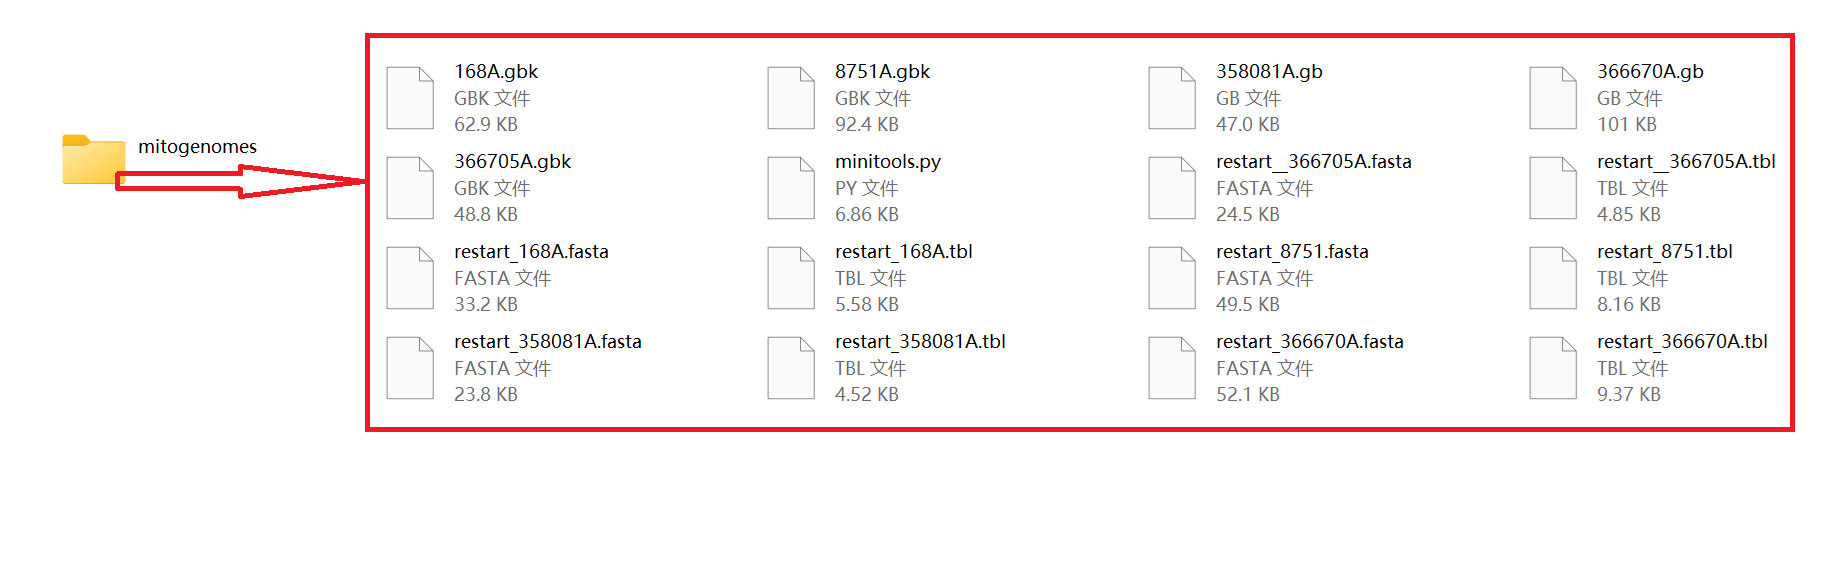 mitogenomes
168A.gbk
GBK 文件
62.9 KB
8751A.gbk
GBK 文件
92.4 KB
358081A.gb
GB 文件
47.0 KB
366670A.gb
GB 文件
101 KB
366705A.gbk
GBK 文件
48.8 KB
minitools.py
PY 文件
6.86 KB
restart__366705A.fasta
FASTA 文件
24.5 KB
restart__366705A.tbl
TBL 文件
4.85 KB
restart_168A.fasta
FASTA 文件
33.2 KB
restart_168A.tbl
TBL 文件
5.58 KB
restart_8751.fasta
FASTA 文件
49.5 KB
restart_8751.tbl
TBL 文件
8.16 KB
restart_358081A.fasta
FASTA 文件
23.8 KB
restart_358081A.tbl
TBL 文件
4.52 KB
restart_366670A.fasta
FASTA 文件
52.1 KB
restart_366670A.tbl
TBL 文件
9.37 KB